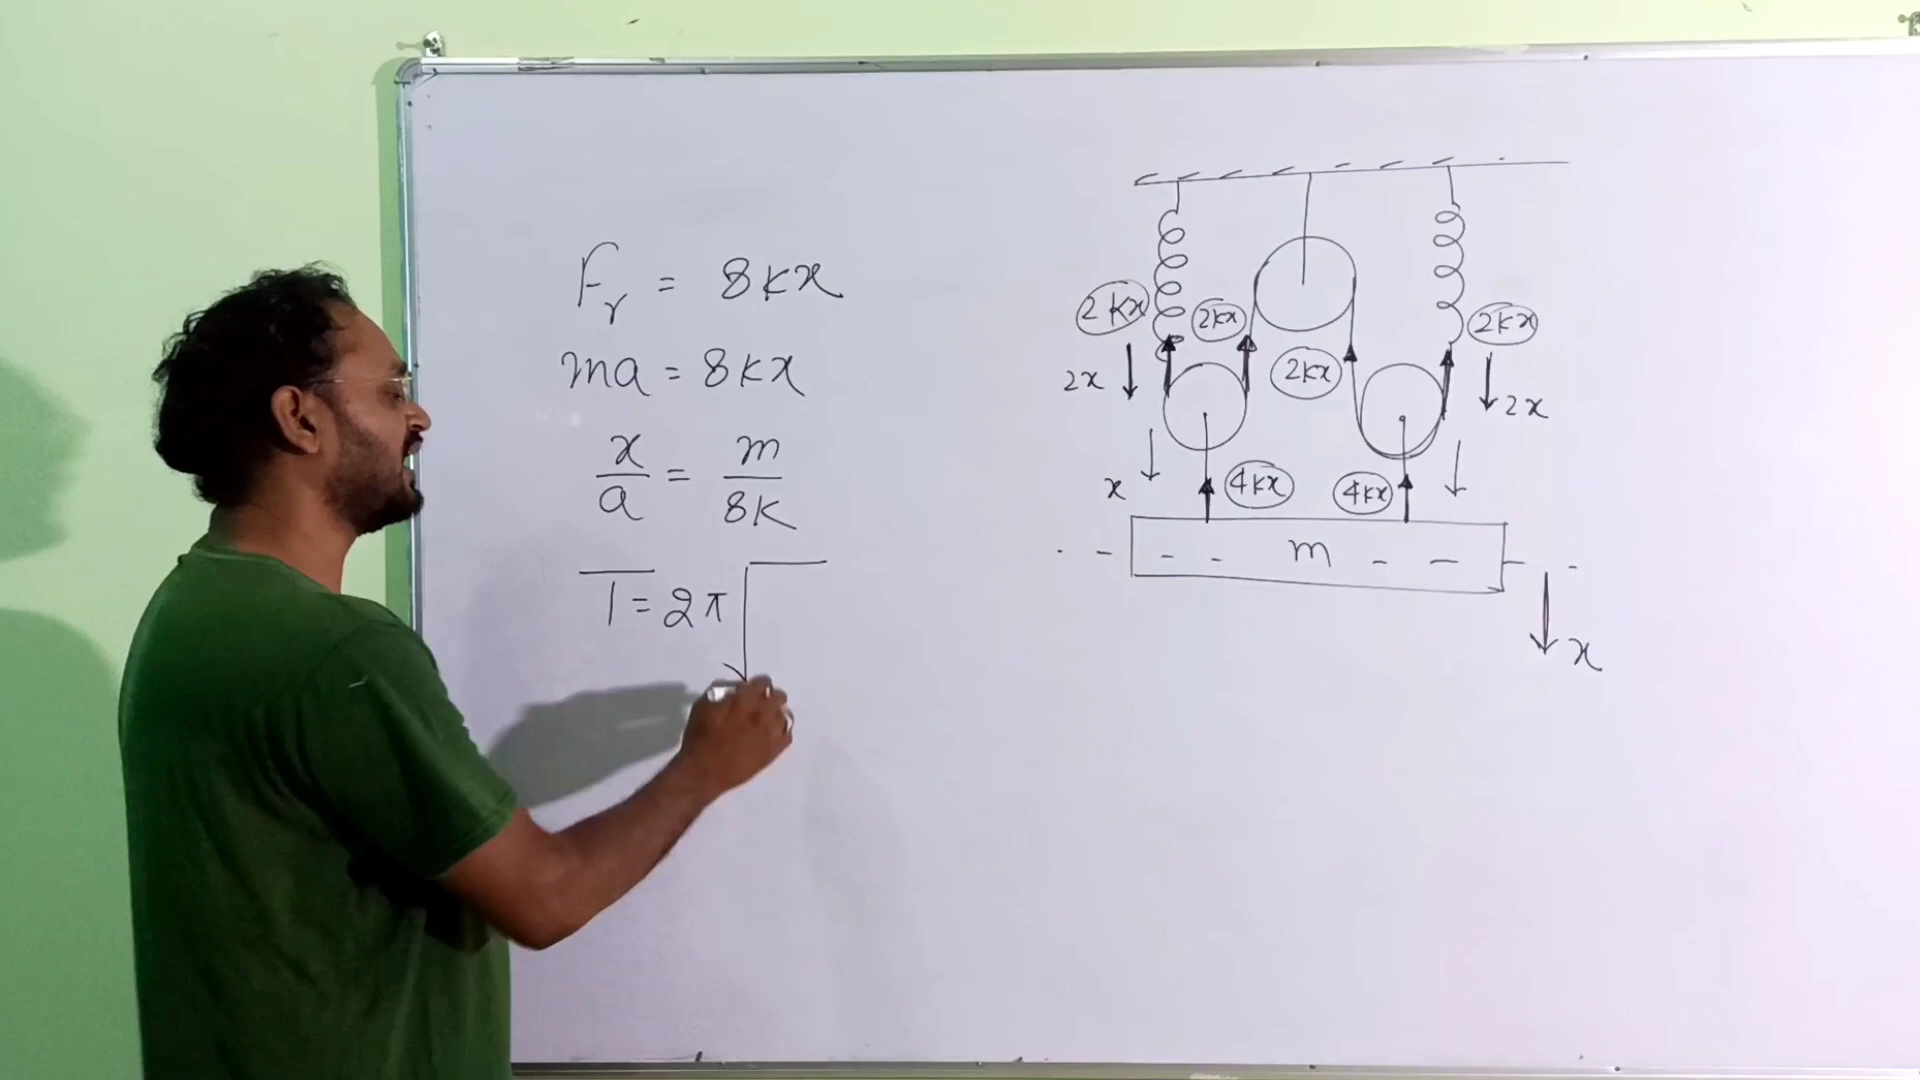 Fr = 8kx
ma = 8kx
x/a = m/8k
T = 2π√
2kx 2kx 2kx
2x 2kx 2x
x 4kx 4kx
m
x